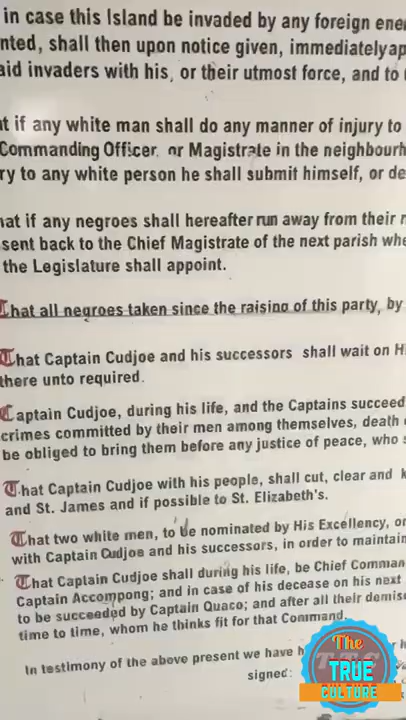 in case this Island be invaded by any foreign ene
nted, shall then upon notice given, immediately ap
aid invaders with his, or their utmost force, and to
at if any white man shall do any manner of injury to
Commanding Officer or Magistrate in the neighbourh
ry to any white person he shall submit himself, or de
hat if any negroes shall hereafter run away from their
sent back to the Chief Magistrate of the next parish whe
the Legislature shall appoint.
That all negroes taken since the raising of this party, by
That Captain Cudjoe and his successors shall wait on H
there unto required.
Captain Cudjoe, during his life, and the Captains succeed
crimes committed by their men among themselves, death
be obliged to bring them before any justice of peace, who
That Captain Cudjoe with his people, shall cut, clear and k
and St. James and if possible to St. Elizabeth's.
That two white men, to be nominated by His Excellency, or
with Captain Cudjoe and his successors, in order to maintain
That Captain Cudjoe shall during his life, be Chief Comman
Captain Accompong; and in case of his decease on his next
to be succeeded by Captain Quaco; and after all their demise
time to time, whom he thinks fit for that Command.
In testimony of the above present we have h
signed:
The
TRUE
CULTURE